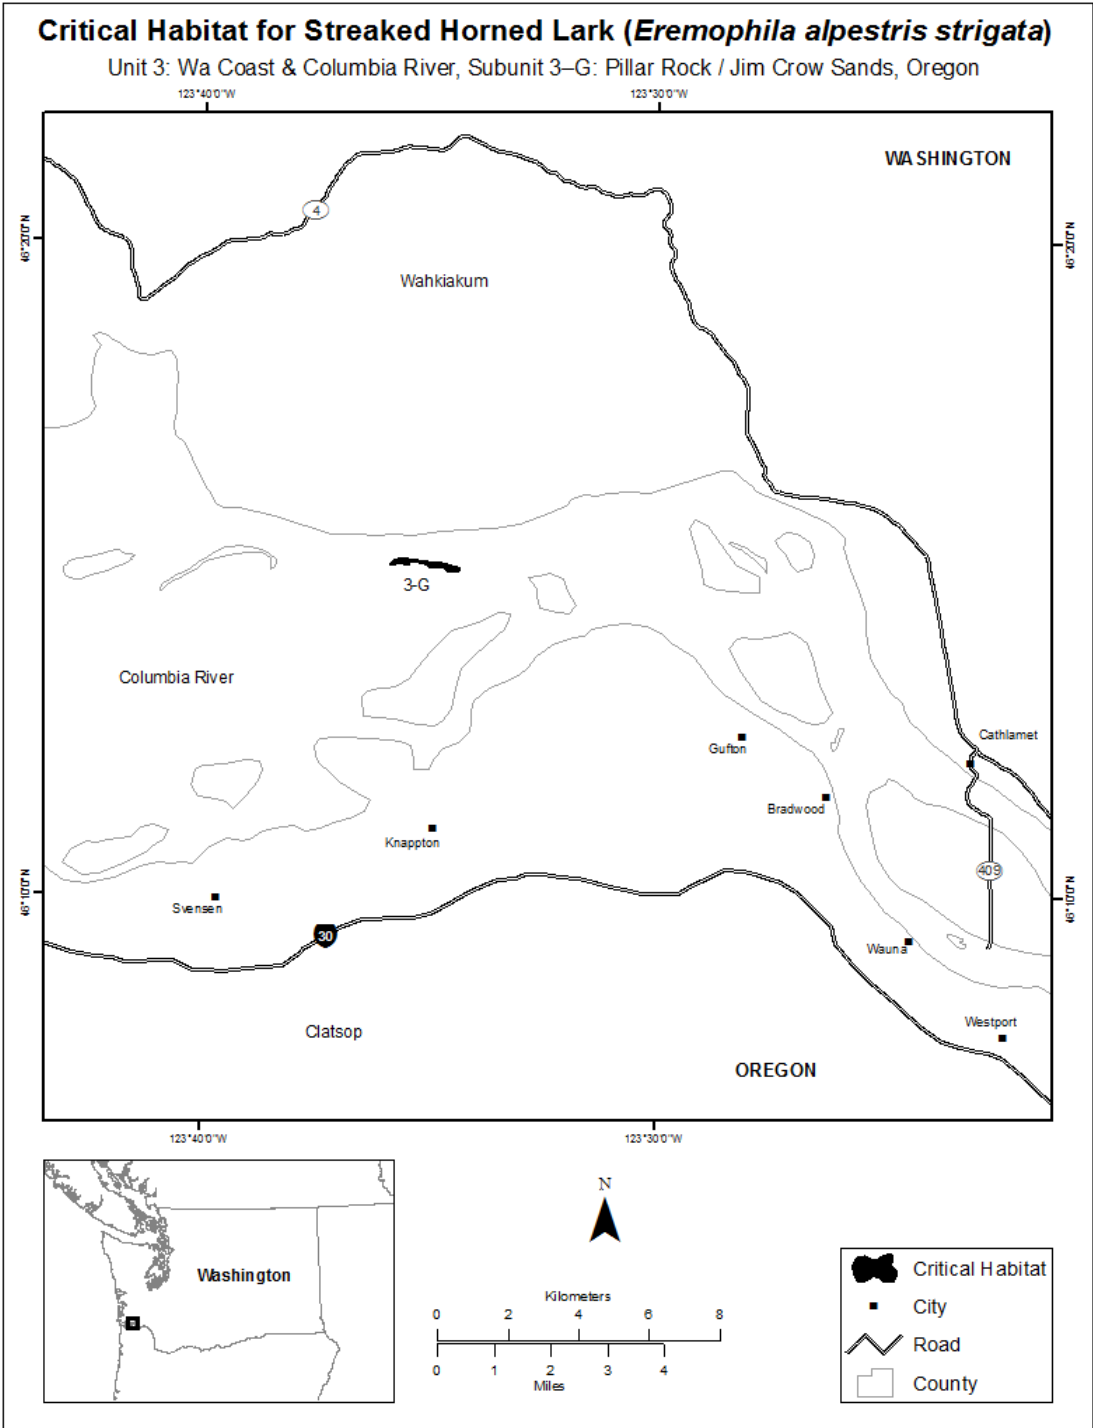 Critical Habitat for Streaked Horned Lark (Eremophila alpestris strigata)
Unit 3: Wa Coast & Columbia River, Subunit 3–G: Pillar Rock / Jim Crow Sands, Oregon
123°40'0"W
123°30'0"W
WASHINGTON
4
46°20'0"N
46°20'0"N
Wahkiakum
3-G
Columbia River
Cathlamet
Gufton
Bradwood
Knappton
409
46°10'0"N
46°10'0"N
Svensen
30
Wauna
Westport
Clatsop
OREGON
123°40'0"W
123°30'0"W
Washington
N
Kilometers
0 2 4 6 8
0 1 2 3 4
Miles
Critical Habitat
City
Road
County